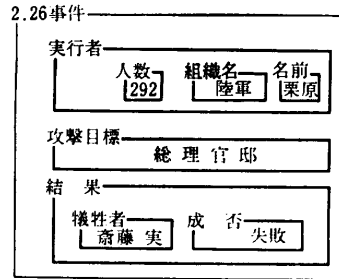 2.26事件
実行者
人数 組織名 名前
292 陸軍 栗原
攻撃目標
総理官邸
結 果
犠牲者 成 否
斎藤 実 失敗